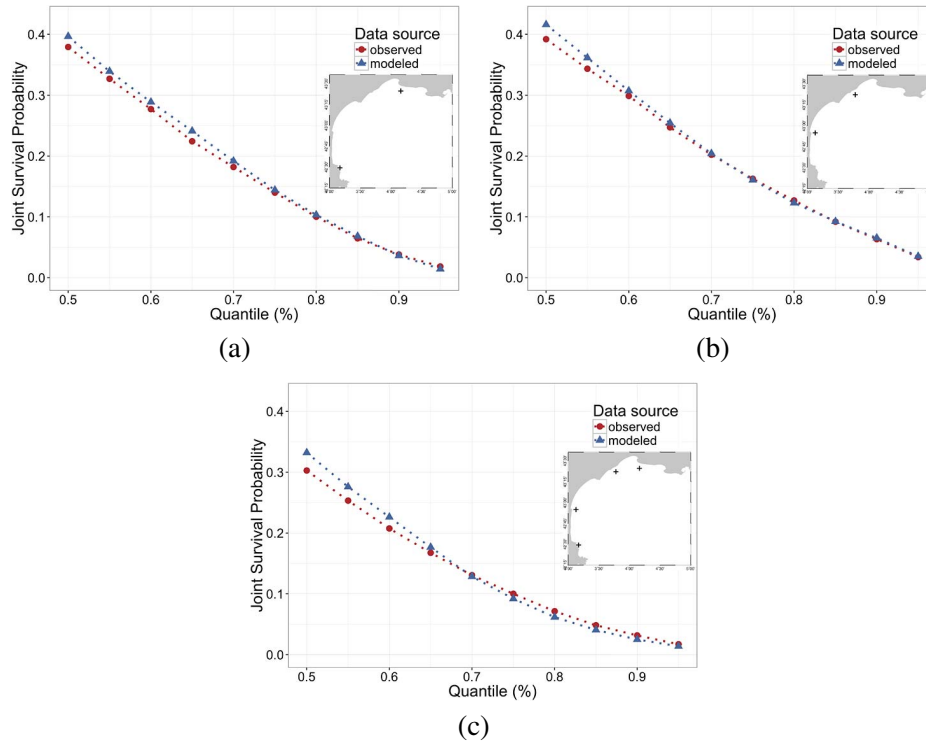 Data source
observed
modeled
0.4
0.3
0.2
0.1
0.0
Joint Survival Probability
0.5 0.6 0.7 0.8 0.9
Quantile (%)
(a)
Data source
observed
modeled
0.4
0.3
0.2
0.1
0.0
Joint Survival Probability
0.5 0.6 0.7 0.8 0.9
Quantile (%)
(b)
Data source
observed
modeled
0.4
0.3
0.2
0.1
0.0
Joint Survival Probability
0.5 0.6 0.7 0.8 0.9
Quantile (%)
(c)